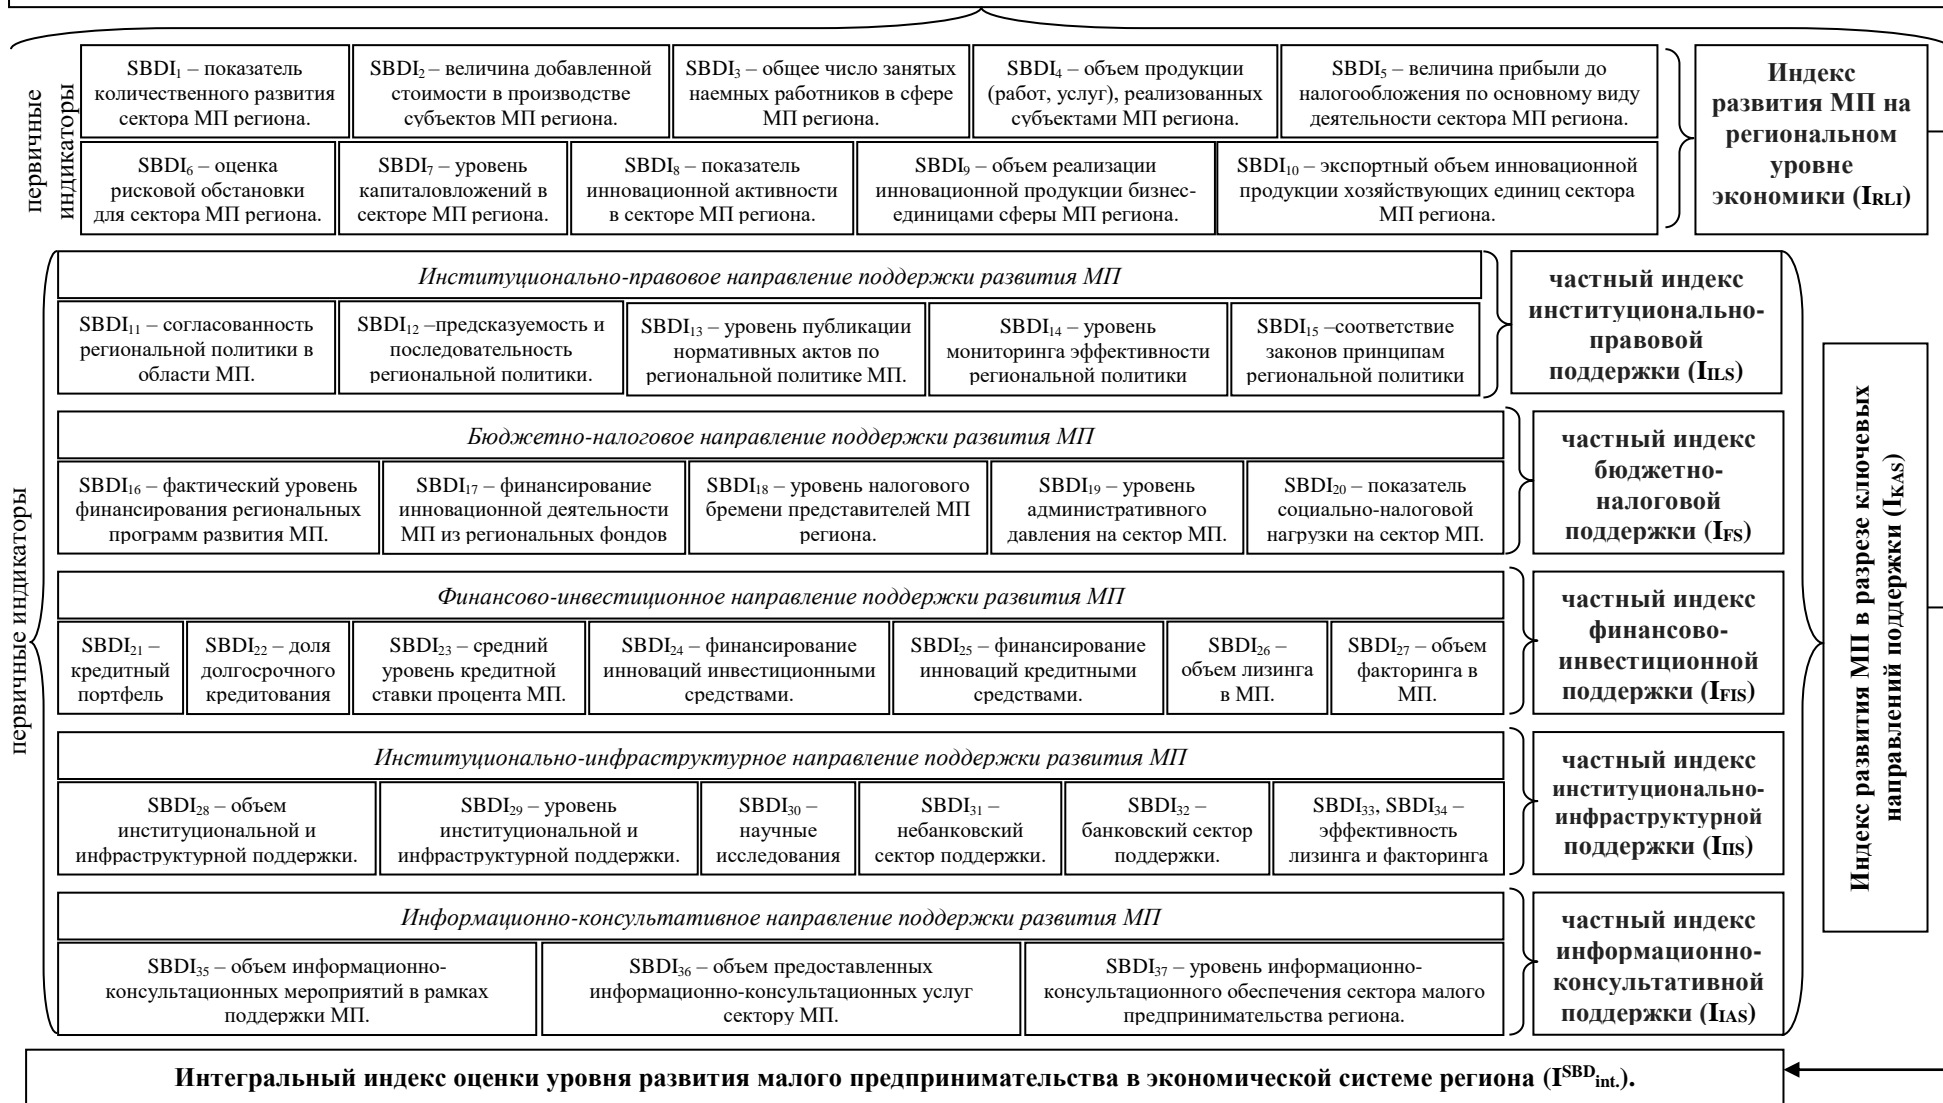 первичные
индикаторы
SBDI₁ – показатель
количественного развития
сектора МП региона.
SBDI₂ – величина добавленной
стоимости в производстве
субъектов МП региона.
SBDI₃ – общее число занятых
наемных работников в сфере
МП региона.
SBDI₄ – объем продукции
(работ, услуг), реализованных
субъектами МП региона.
SBDI₅ – величина прибыли до
налогообложения по основному виду
деятельности сектора МП региона.
SBDI₆ – оценка
рисковой обстановки
для сектора МП региона.
SBDI₇ – уровень
капиталовложений в
секторе МП региона.
SBDI₈ – показатель
инновационной активности
в секторе МП региона.
SBDI₉ – объем реализации
инновационной продукции бизнес-
единицами сферы МП региона.
SBDI₁₀ – экспортный объем инновационной
продукции хозяйствующих единиц сектора
МП региона.
Индекс
развития МП на
региональном
уровне
экономики (I_RLI)
первичные индикаторы
Институционально-правовое направление поддержки развития МП
SBDI₁₁ – согласованность
региональной политики в
области МП.
SBDI₁₂ –предсказуемость и
последовательность
региональной политики.
SBDI₁₃ – уровень публикации
нормативных актов по
региональной политике МП.
SBDI₁₄ – уровень
мониторинга эффективности
региональной политики
SBDI₁₅ –соответствие
законов принципам
региональной политики
частный индекс
институционально-
правовой
поддержки (I_ILS)
Бюджетно-налоговое направление поддержки развития МП
SBDI₁₆ – фактический уровень
финансирования региональных
программ развития МП.
SBDI₁₇ – финансирование
инновационной деятельности
МП из региональных фондов
SBDI₁₈ – уровень налогового
бремени представителей МП
региона.
SBDI₁₉ – уровень
административного
давления на сектор МП.
SBDI₂₀ – показатель
социально-налоговой
нагрузки на сектор МП.
частный индекс
бюджетно-
налоговой
поддержки (I_FS)
Финансово-инвестиционное направление поддержки развития МП
SBDI₂₁ –
кредитный
портфель
SBDI₂₂ – доля
долгосрочного
кредитования
SBDI₂₃ – средний
уровень кредитной
ставки процента МП.
SBDI₂₄ – финансирование
инноваций инвестиционными
средствами.
SBDI₂₅ – финансирование
инноваций кредитными
средствами.
SBDI₂₆ –
объем лизинга
в МП.
SBDI₂₇ – объем
факторинга в
МП.
частный индекс
финансово-
инвестиционной
поддержки (I_FIS)
Институционально-инфраструктурное направление поддержки развития МП
SBDI₂₈ – объем
институциональной и
инфраструктурной поддержки.
SBDI₂₉ – уровень
институциональной и
инфраструктурной поддержки.
SBDI₃₀ –
научные
исследования
SBDI₃₁ –
небанковский
сектор поддержки.
SBDI₃₂ –
банковский сектор
поддержки.
SBDI₃₃, SBDI₃₄ –
эффективность
лизинга и факторинга
частный индекс
институционально-
инфраструктурной
поддержки (I_IIS)
Информационно-консультативное направление поддержки развития МП
SBDI₃₅ – объем информационно-
консультационных мероприятий в рамках
поддержки МП.
SBDI₃₆ – объем предоставленных
информационно-консультационных услуг
сектору МП.
SBDI₃₇ – уровень информационно-
консультационного обеспечения сектора малого
предпринимательства региона.
частный индекс
информационно-
консультативной
поддержки (I_IAS)
Индекс развития МП в разрезе ключевых
направлений поддержки (I_KAS)
Интегральный индекс оценки уровня развития малого предпринимательства в экономической системе региона (I^SBD_int.).